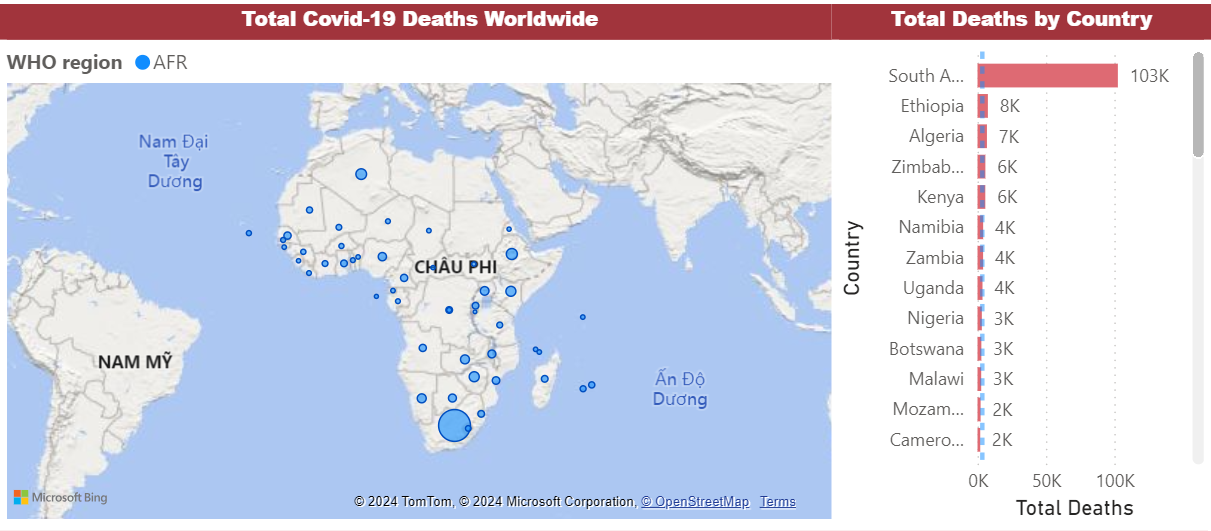 Total Covid-19 Deaths Worldwide
WHO region AFR
Nam Đại
Tây
Dương
CHÂU PHI
NAM MỸ
Ấn Độ
Dương
Microsoft Bing
© 2024 TomTom, © 2024 Microsoft Corporation, © OpenStreetMap Terms
Total Deaths by Country
Country
South A... 103K
Ethiopia 8K
Algeria 7K
Zimbab... 6K
Kenya 6K
Namibia 4K
Zambia 4K
Uganda 4K
Nigeria 3K
Botswana 3K
Malawi 3K
Mozam... 2K
Camero... 2K
0K 50K 100K
Total Deaths